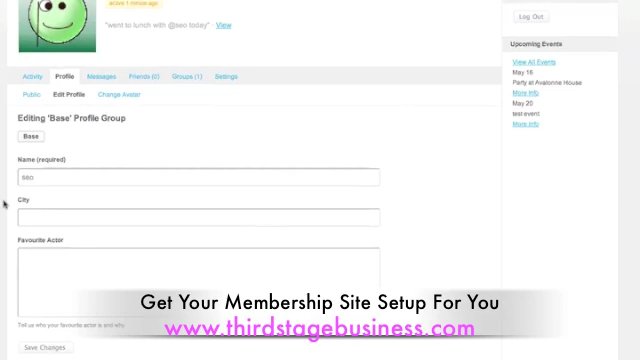 active 1 minute ago
"went to lunch with @seo today" View
Activity Profile Messages Friends (0) Groups (1) Settings
Public Edit Profile Change Avatar
Editing 'Base' Profile Group
Base
Name (required)
seo
City
Favourite Actor
Tell us who your favourite actor is and why
Save Changes
Log Out
Upcoming Events
View All Events
May 18
Party at Avalonne House
More Info
May 20
test event
More Info
Get Your Membership Site Setup For You
www.thirdstagebusiness.com